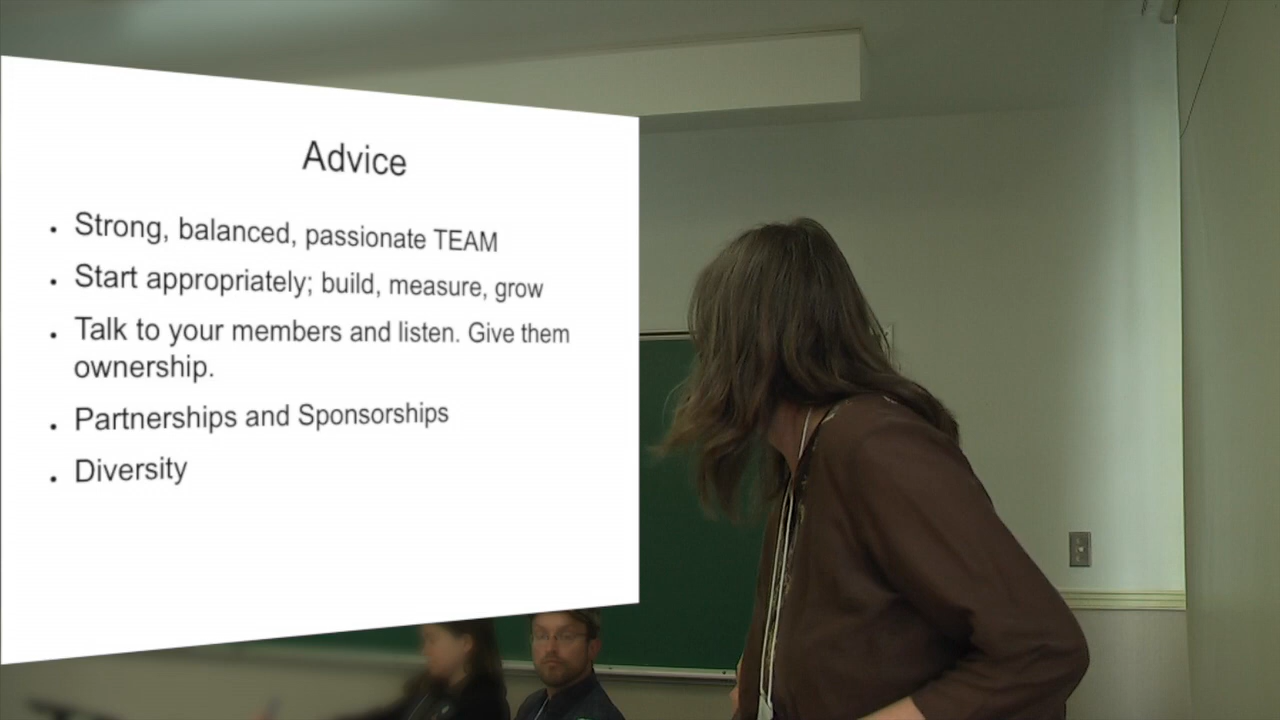 Advice
Strong, balanced, passionate TEAM
Start appropriately; build, measure, grow
Talk to your members and listen. Give them
ownership.
Partnerships and Sponsorships
Diversity